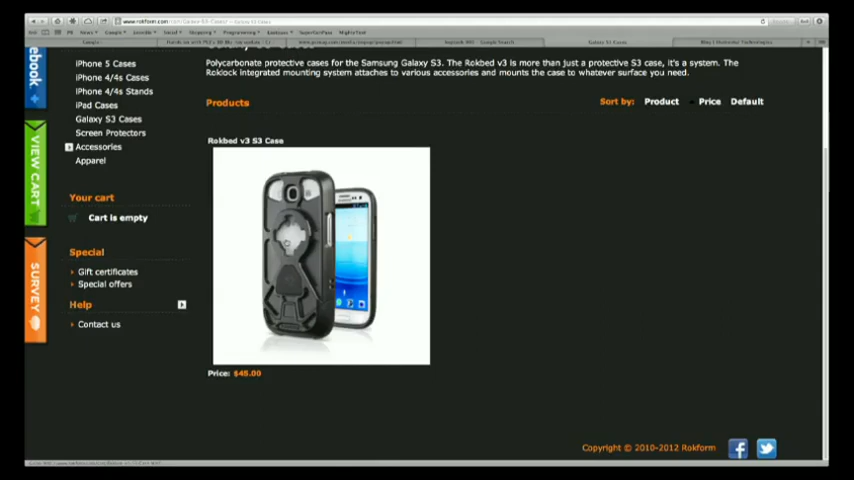 www.rokform.com
ebook
iPhone 5 Cases
iPhone 4/4s Cases
iPhone 4/4s Stands
iPad Cases
Galaxy S3 Cases
Screen Protectors
Accessories
Apparel
Your cart
Cart is empty
Special
Gift certificates
Special offers
Help
Contact us
VIEW CART
SURVEY
Polycarbonate protective cases for the Samsung Galaxy S3. The Rokbed v3 is more than just a protective S3 case, it's a system. The
Roklock integrated mounting system attaches to various accessories and mounts the case to whatever surface you need.
Products
Sort by: Product Price Default
Rokbed v3 S3 Case
Price: $45.00
Copyright © 2010-2012 Rokform